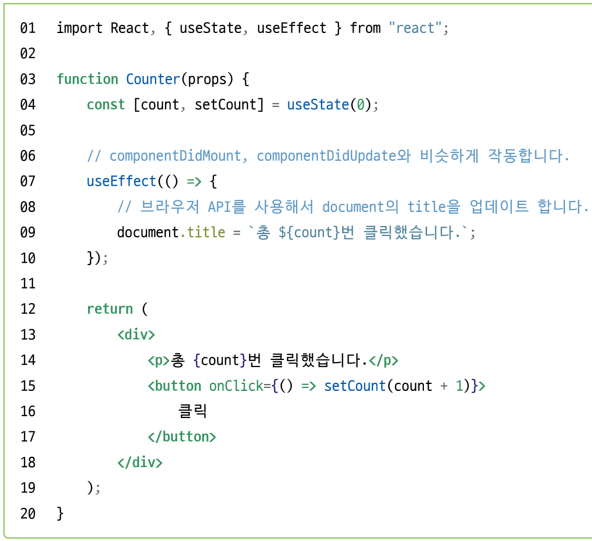 01 import React, { useState, useEffect } from "react";
02
03 function Counter(props) {
04     const [count, setCount] = useState(0);
05
06     // componentDidMount, componentDidUpdate와 비슷하게 작동합니다.
07     useEffect(() => {
08         // 브라우저 API를 사용해서 document의 title을 업데이트 합니다.
09         document.title = `총 ${count}번 클릭했습니다.`;
10     });
11
12     return (
13         <div>
14             <p>총 {count}번 클릭했습니다.</p>
15             <button onClick={() => setCount(count + 1)}>
16                 클릭
17             </button>
18         </div>
19     );
20 }